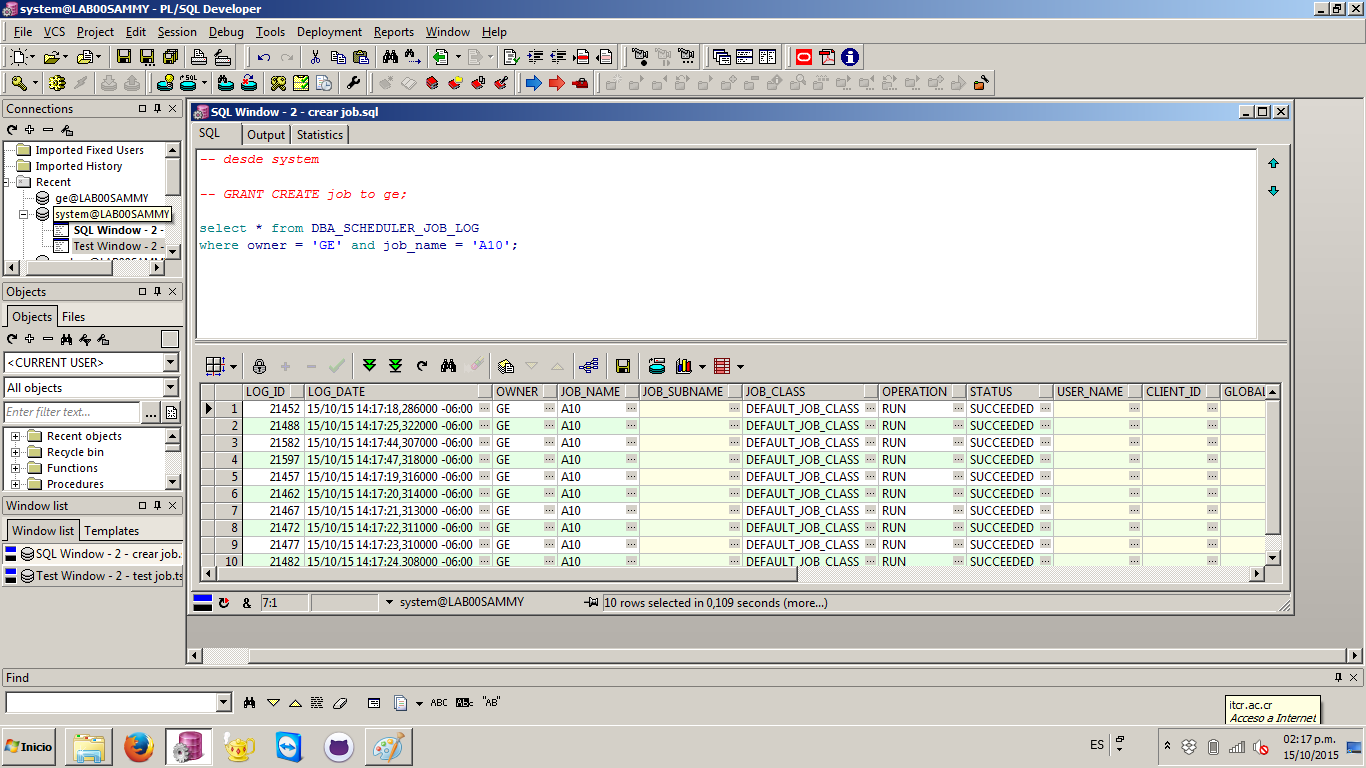 system@LAB00SAMMY - PL/SQL Developer
File VCS Project Edit Session Debug Tools Deployment Reports Window Help
Connections
Imported Fixed Users
Imported History
Recent
ge@LAB00SAMMY
system@LAB00SAMMY
SQL Window - 2 -
Test Window - 2 -
Objects
Objects Files
<CURRENT USER>
All objects
Enter filter text...
...
Recent objects
Recycle bin
Functions
Procedures
Window list
Window list Templates
SQL Window - 2 - crear job.
Test Window - 2 - test job.ts
SQL Window - 2 - crear job.sql
SQL Output Statistics
-- desde system
-- GRANT CREATE job to ge;
select * from DBA_SCHEDULER_JOB_LOG
where owner = 'GE' and job_name = 'A10';
LOG_ID LOG_DATE OWNER JOB_NAME JOB_SUBNAME JOB_CLASS OPERATION STATUS USER_NAME CLIENT_ID GLOBAL
1 21452 15/10/15 14:17:18,286000 -06:00 ... GE ... A10 ... ... DEFAULT_JOB_CLASS ... RUN ... SUCCEEDED ... ... ...
2 21488 15/10/15 14:17:25,322000 -06:00 ... GE ... A10 ... ... DEFAULT_JOB_CLASS ... RUN ... SUCCEEDED ... ... ...
3 21582 15/10/15 14:17:44,307000 -06:00 ... GE ... A10 ... ... DEFAULT_JOB_CLASS ... RUN ... SUCCEEDED ... ... ...
4 21597 15/10/15 14:17:47,318000 -06:00 ... GE ... A10 ... ... DEFAULT_JOB_CLASS ... RUN ... SUCCEEDED ... ... ...
5 21457 15/10/15 14:17:19,316000 -06:00 ... GE ... A10 ... ... DEFAULT_JOB_CLASS ... RUN ... SUCCEEDED ... ... ...
6 21462 15/10/15 14:17:20,314000 -06:00 ... GE ... A10 ... ... DEFAULT_JOB_CLASS ... RUN ... SUCCEEDED ... ... ...
7 21467 15/10/15 14:17:21,313000 -06:00 ... GE ... A10 ... ... DEFAULT_JOB_CLASS ... RUN ... SUCCEEDED ... ... ...
8 21472 15/10/15 14:17:22,311000 -06:00 ... GE ... A10 ... ... DEFAULT_JOB_CLASS ... RUN ... SUCCEEDED ... ... ...
9 21477 15/10/15 14:17:23,310000 -06:00 ... GE ... A10 ... ... DEFAULT_JOB_CLASS ... RUN ... SUCCEEDED ... ... ...
10 21482 15/10/15 14:17:24,308000 -06:00 ... GE ... A10 ... ... DEFAULT_JOB_CLASS ... RUN ... SUCCEEDED ... ... ...
& 7:1 system@LAB00SAMMY 10 rows selected in 0,109 seconds (more...)
Find
ABC "AB"
itcr.ac.cr
Acceso a Internet
Inicio
ES
02:17 p.m.
15/10/2015